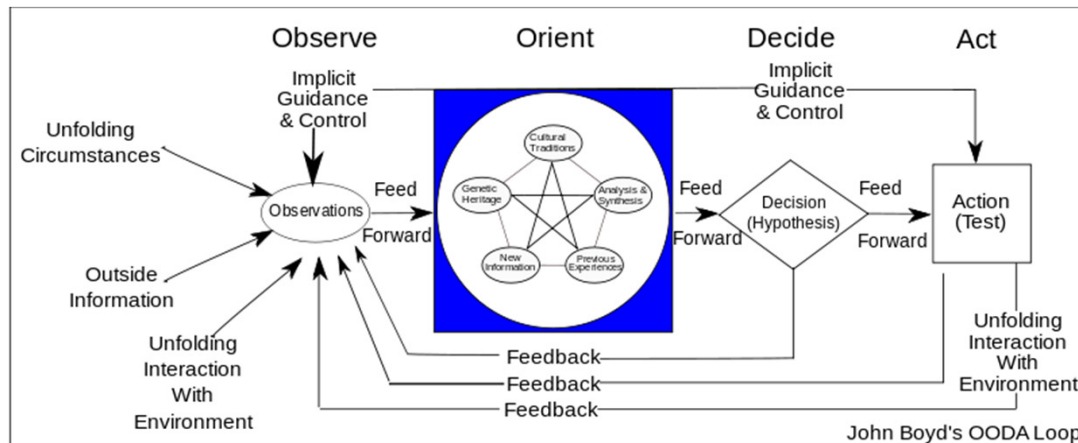 Observe
Orient
Decide
Act
Implicit
Guidance
& Control
Implicit
Guidance
& Control
Unfolding
Circumstances
Observations
Outside
Information
Unfolding
Interaction
With
Environment
Feed
Forward
Cultural
Traditions
Genetic
Heritage
Analysis &
Synthesis
New
Information
Previous
Experiences
Feed
Forward
Decision
(Hypothesis)
Feed
Forward
Action
(Test)
Unfolding
Interaction
With
Environment
Feedback
Feedback
Feedback
John Boyd's OODA Loop